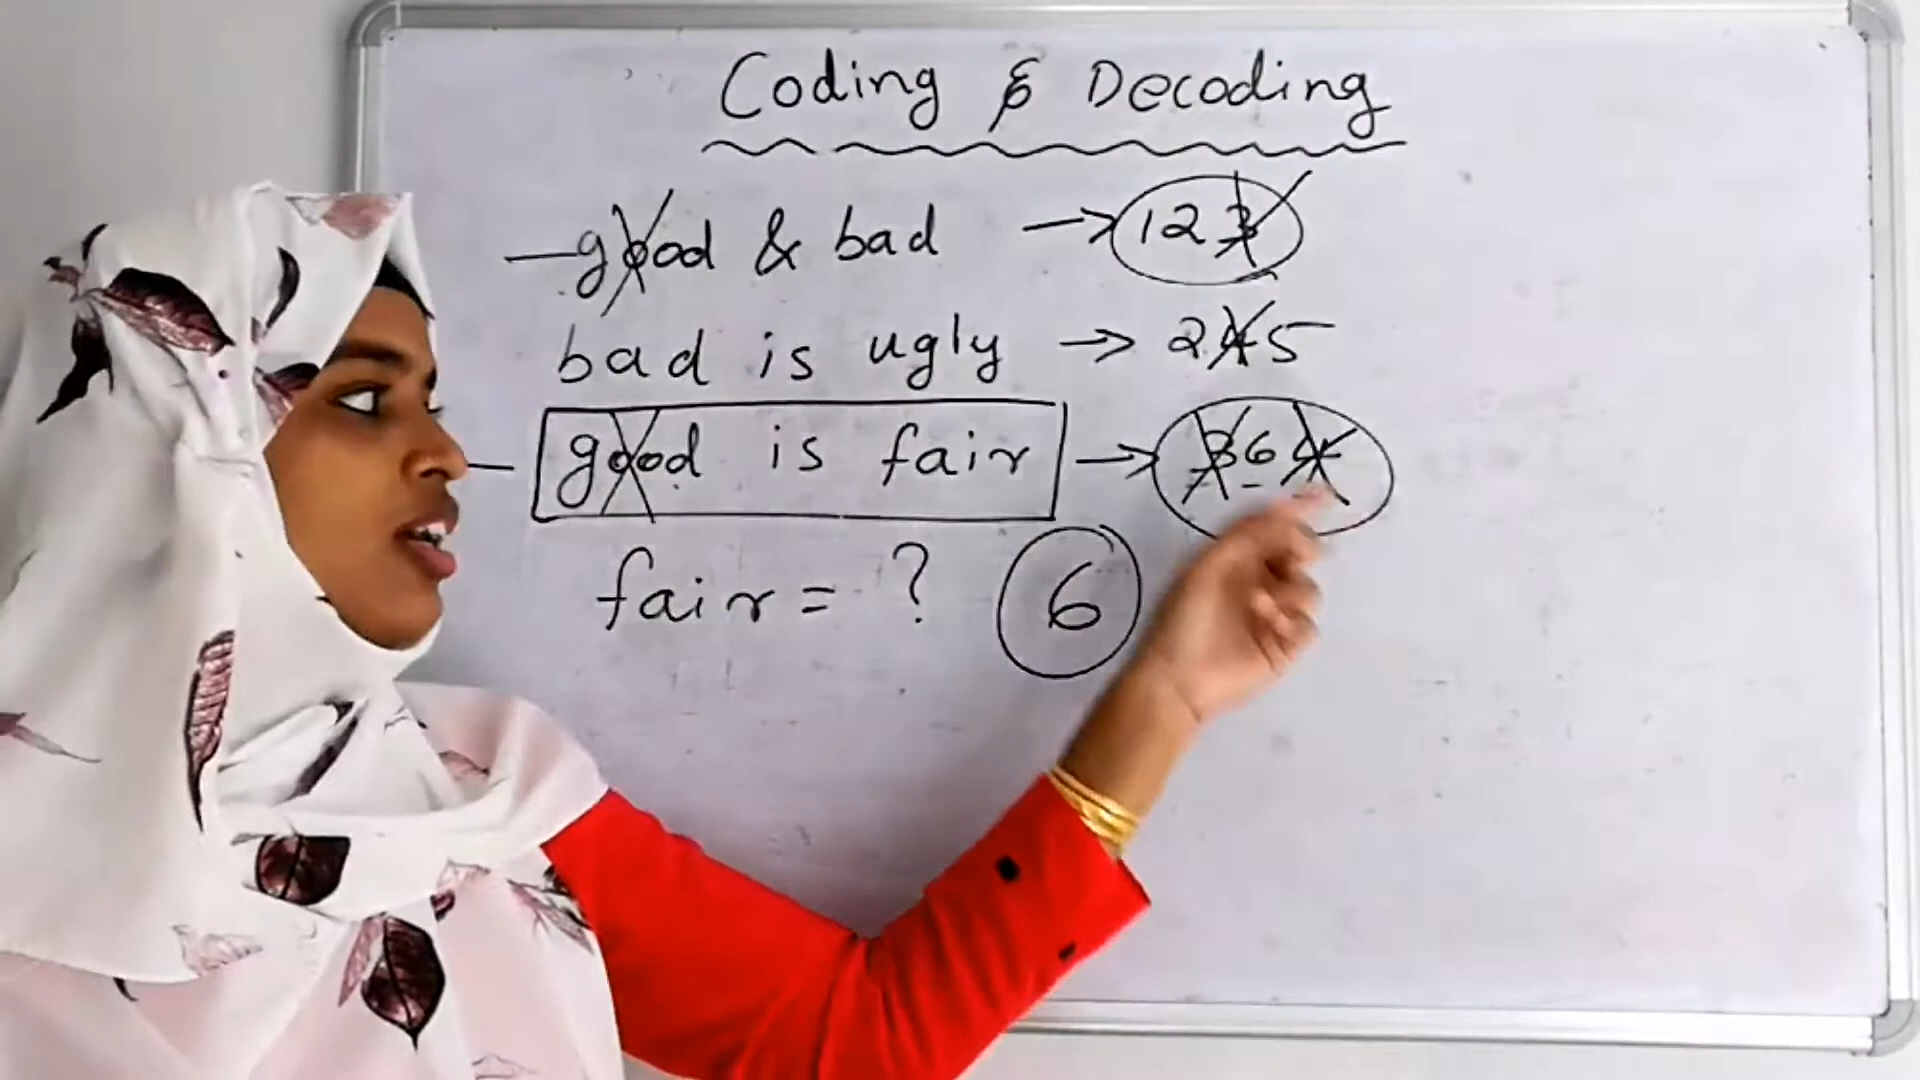 Coding & Decoding
good & bad → 123
bad is ugly → 245
good is fair → 364
fair = ? 6